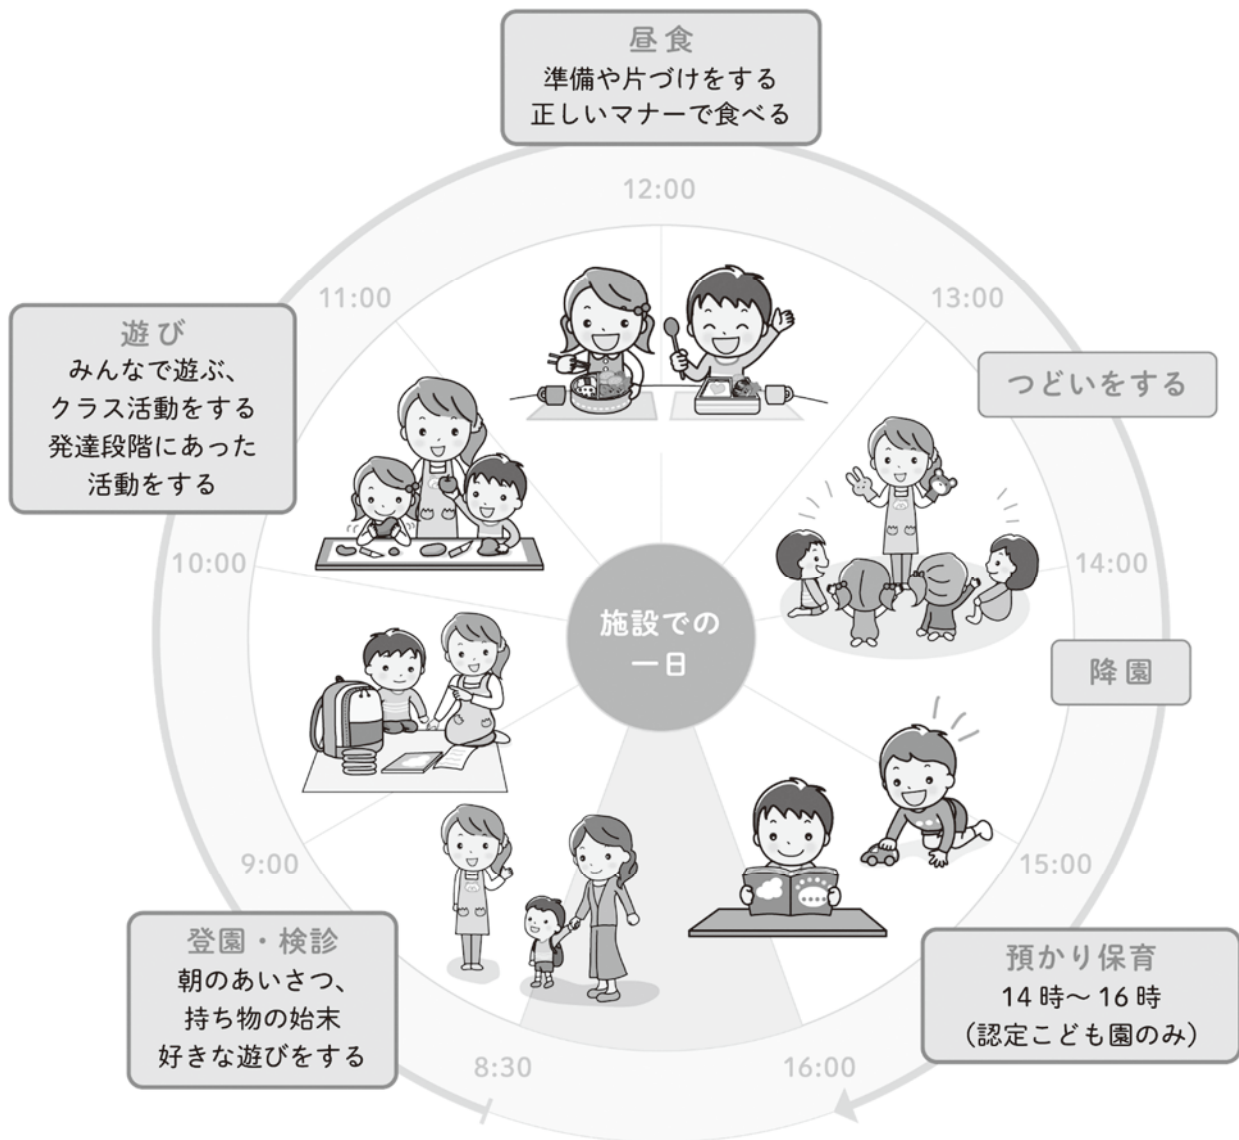 昼食
準備や片づけをする
正しいマナーで食べる
12:00
11:00
13:00
遊び
みんなで遊ぶ、
クラス活動をする
発達段階にあった
活動をする
つどいをする
10:00
14:00
施設での
一日
降園
9:00
15:00
登園・検診
朝のあいさつ、
持ち物の始末
好きな遊びをする
預かり保育
14時～16時
(認定こども園のみ)
8:30
16:00